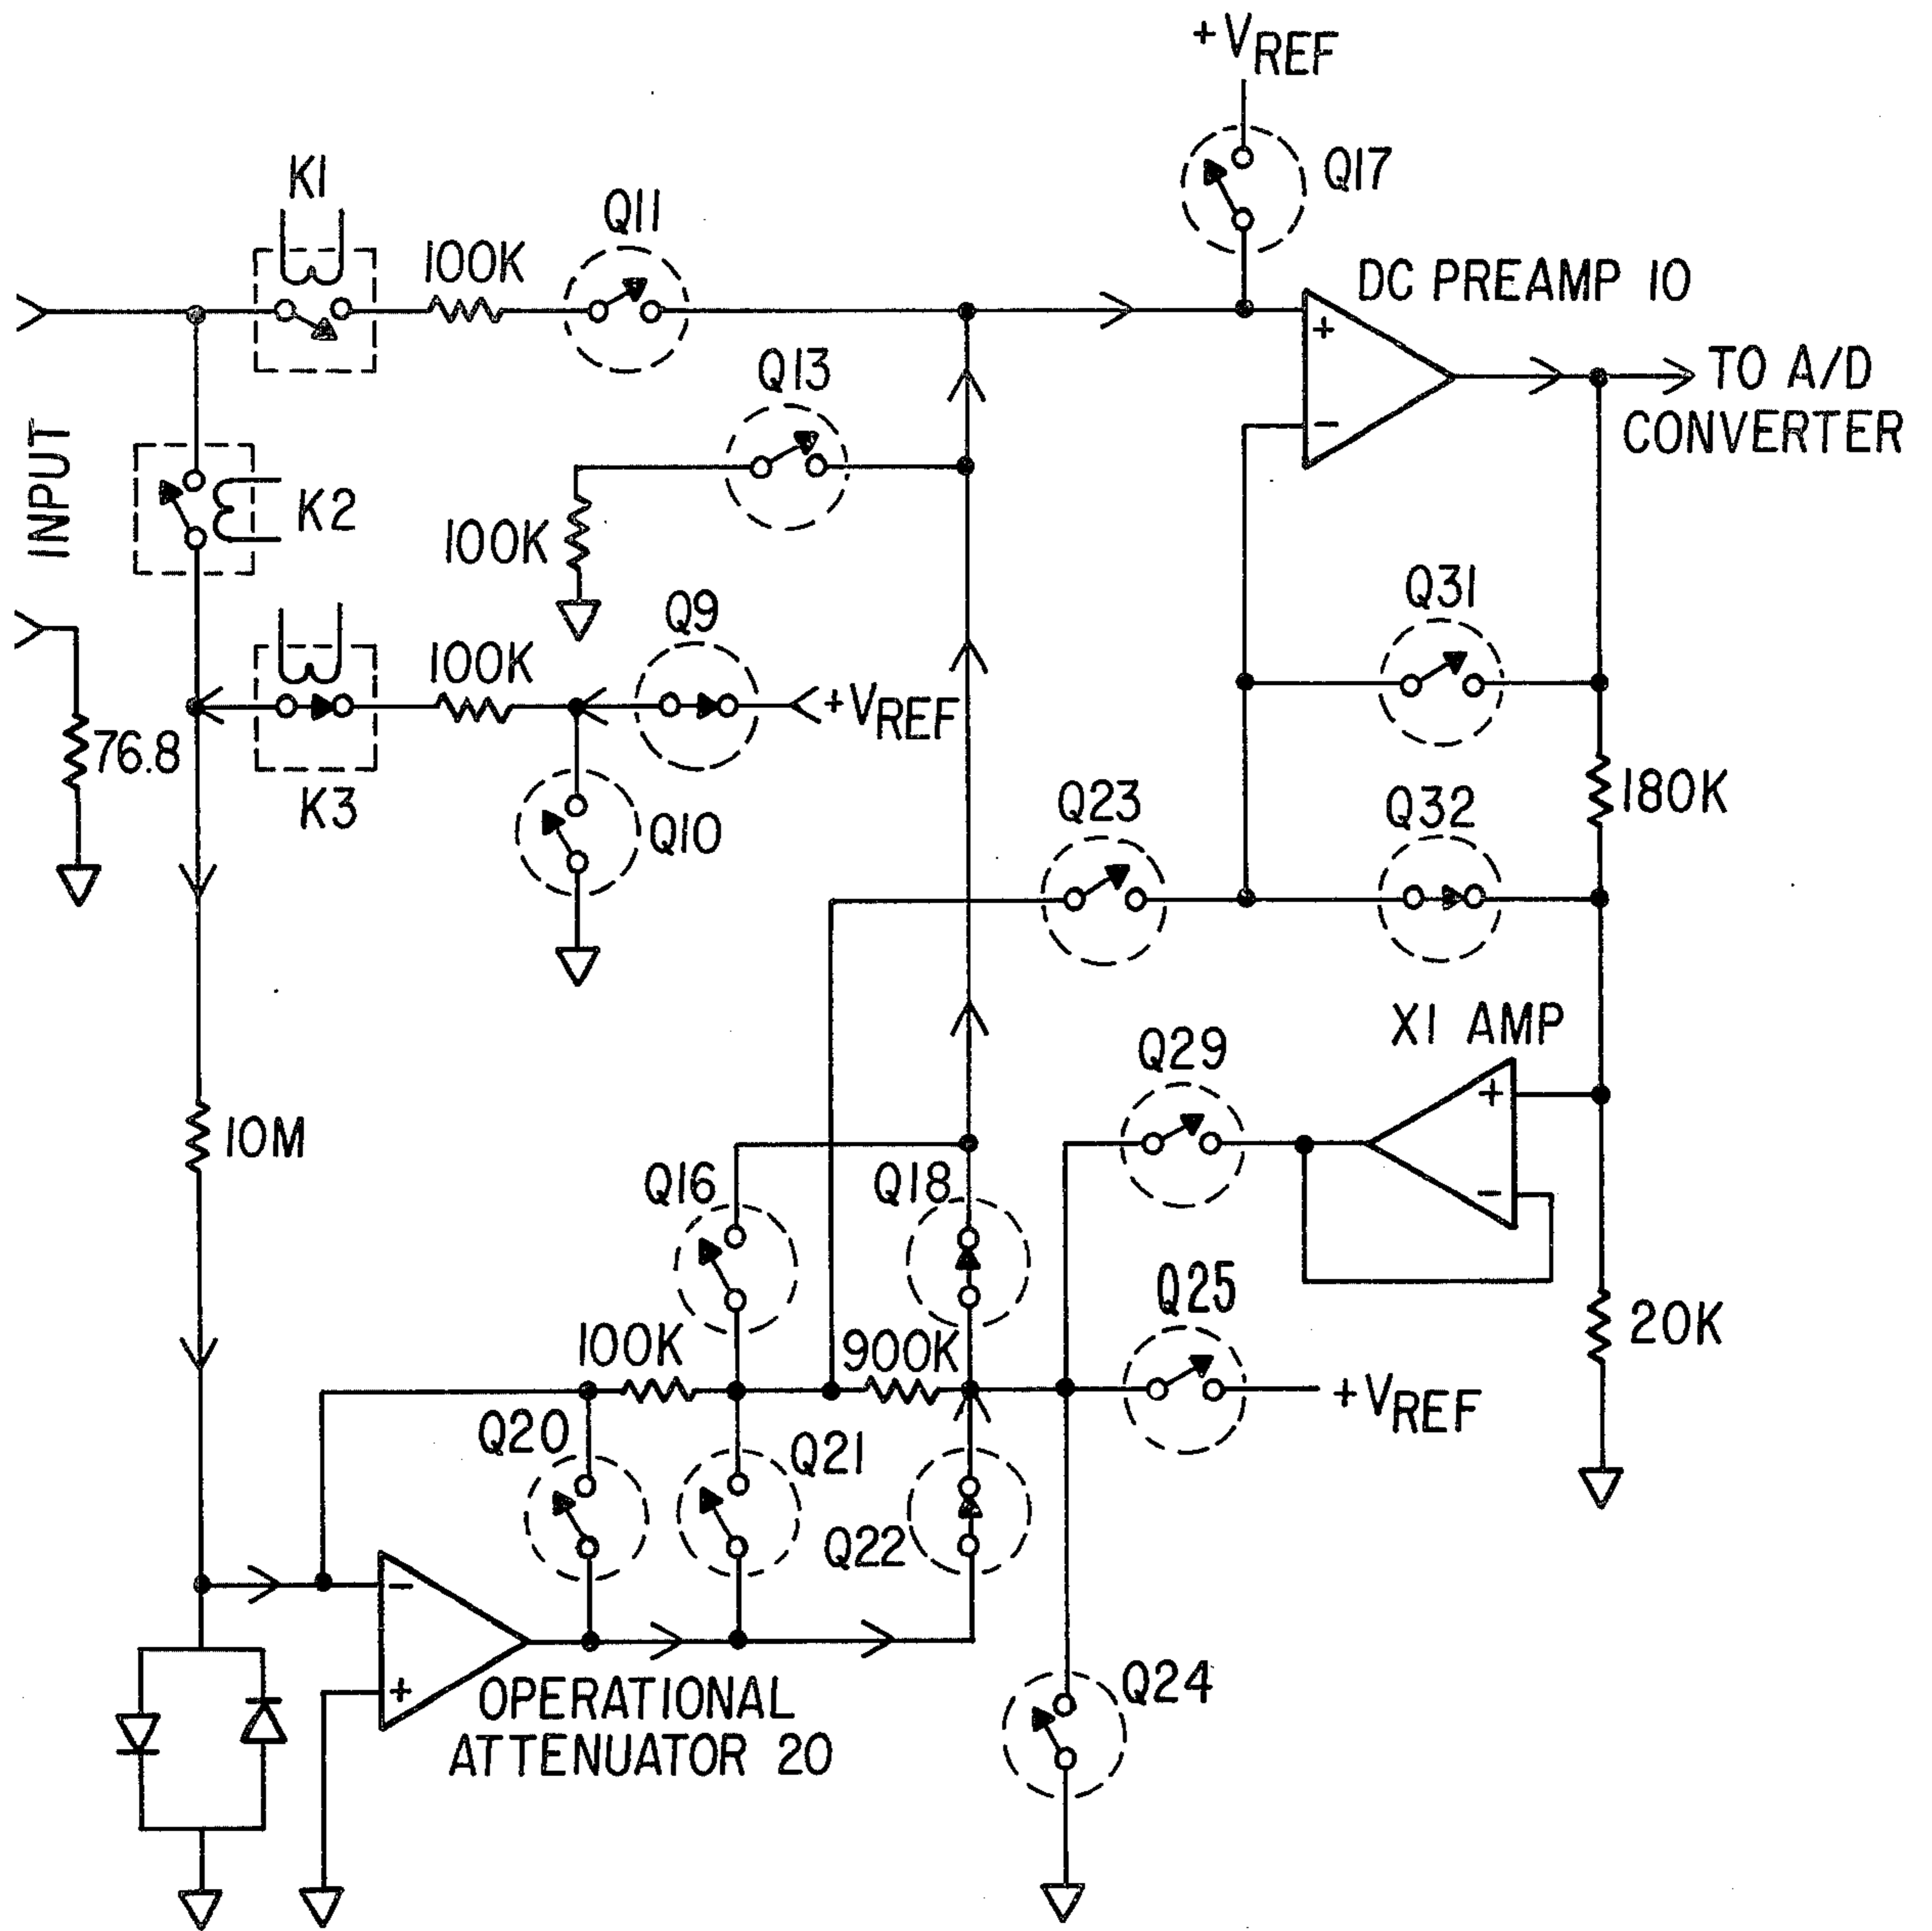 +VREF
K1
Q11
Q17
100K
DC PREAMP 10
+
Q13
TO A/D
CONVERTER
-
INPUT
K2
100K
Q31
Q9
100K
+VREF
76.8
K3
Q10
Q23
Q32
180K
X1 AMP
Q29
+
10M
Q16
Q18
-
Q25
100K
900K
20K
+VREF
Q20
Q21
Q22
-
+
OPERATIONAL
ATTENUATOR 20
Q24